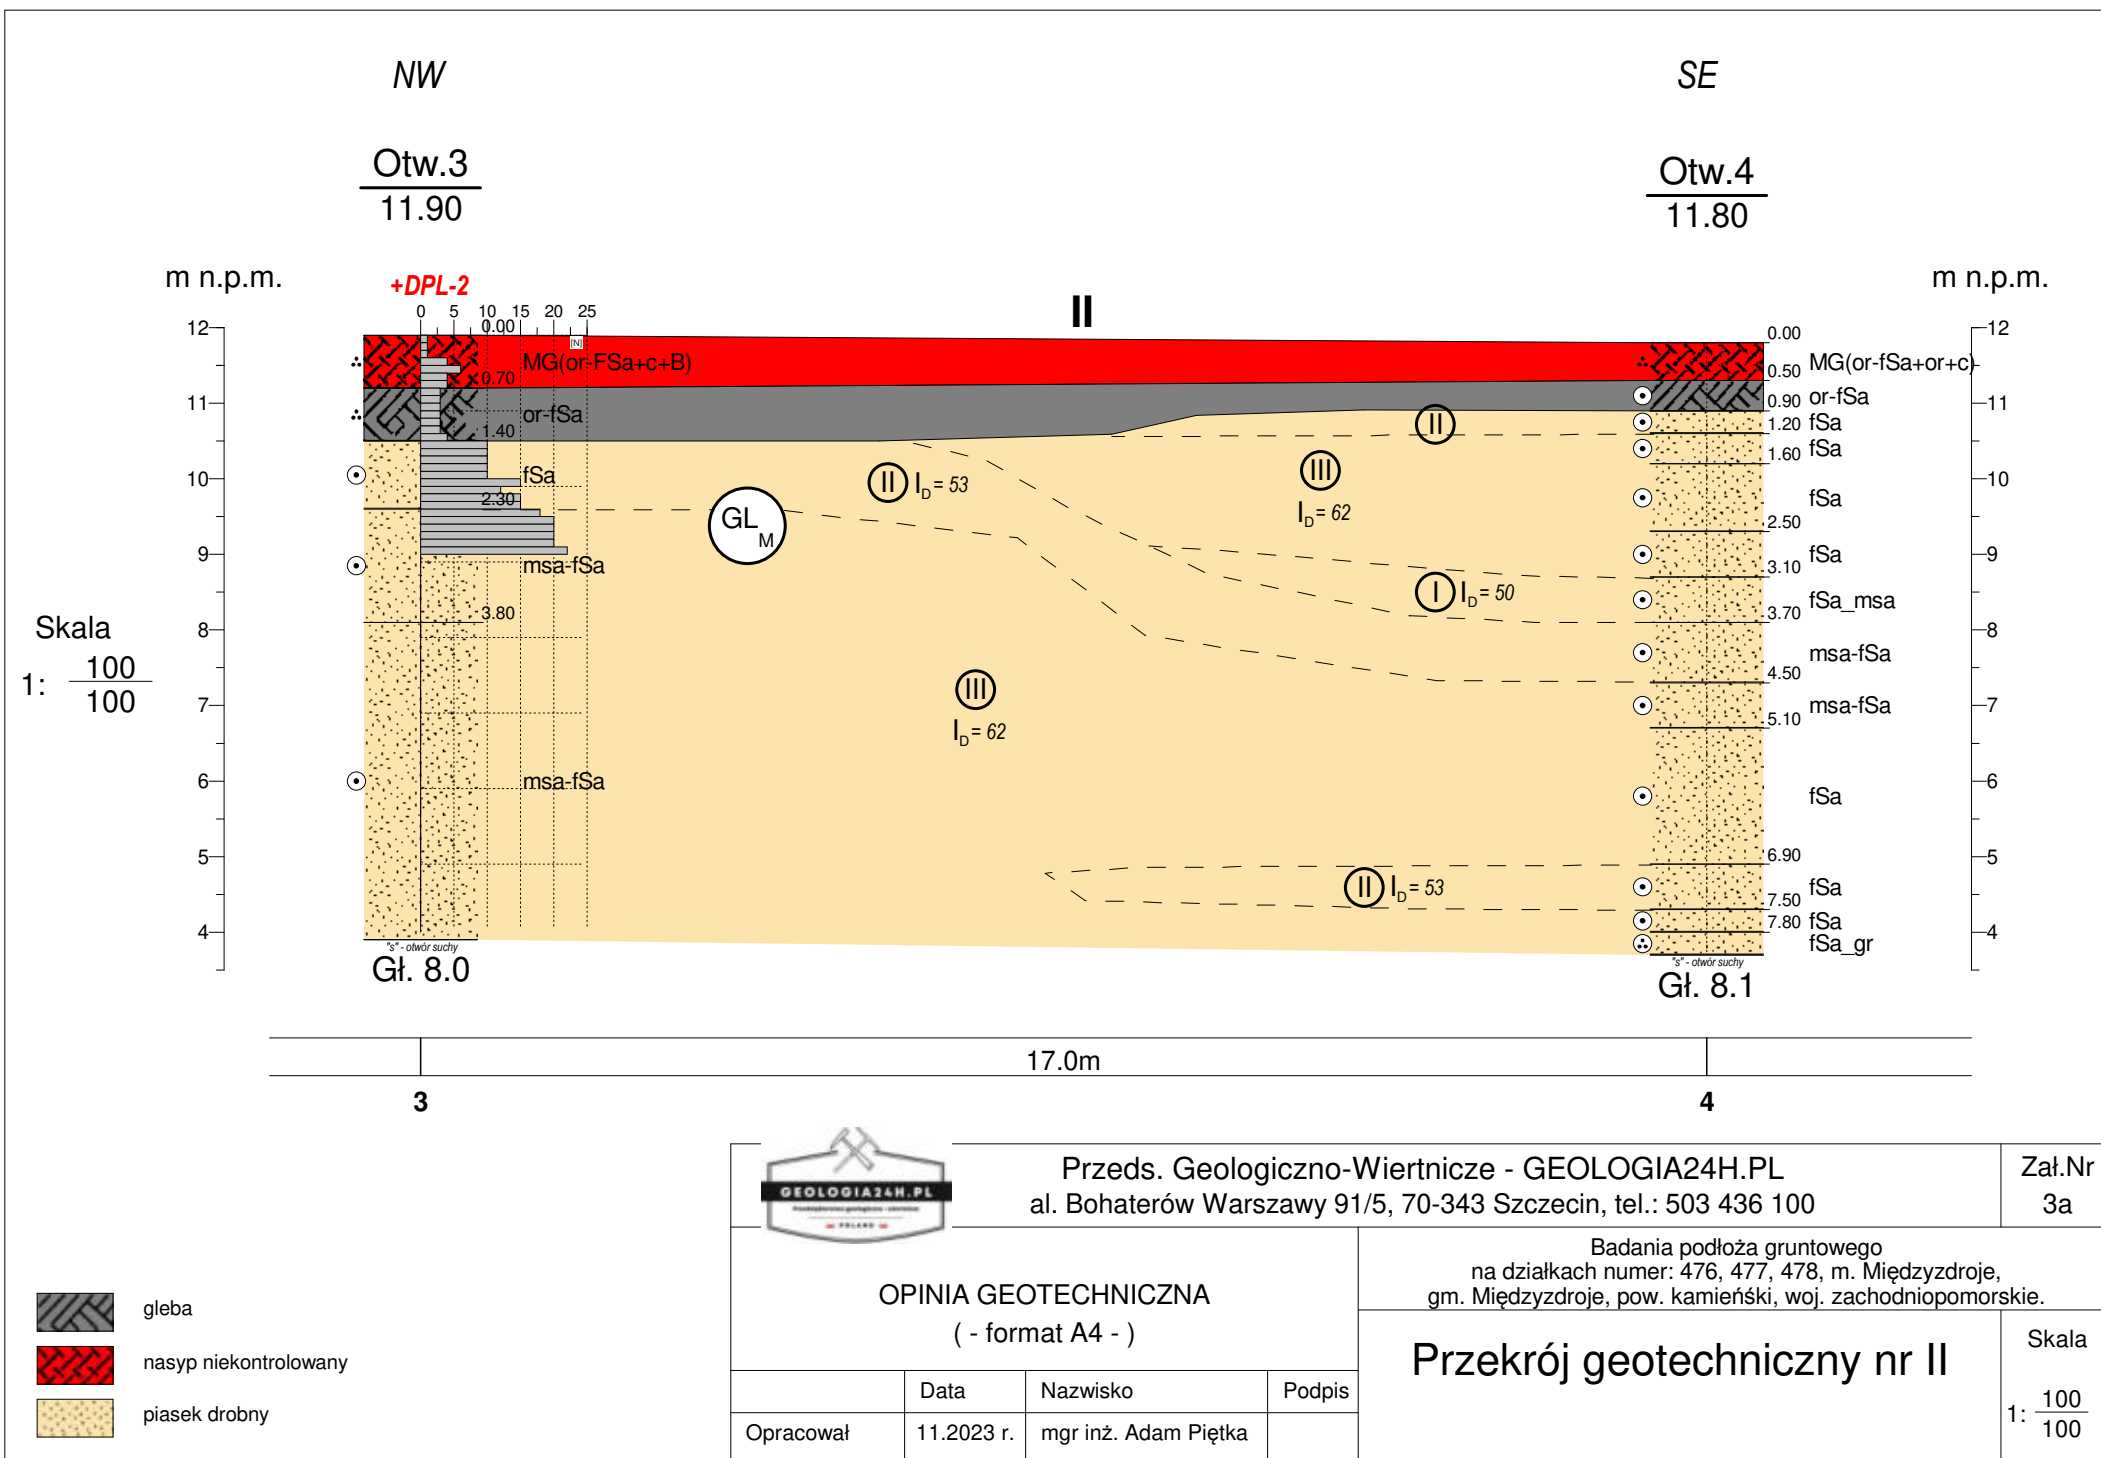 NW
SE
Otw.3
11.90
Otw.4
11.80
m n.p.m.
+DPL-2
II
m n.p.m.
0 5 10 15 20 25
[N]
12
11
10
9
8
7
6
5
4
0.00
MG(or-FSa+c+B)
0.70
or-fSa
1.40
fSa
2.30
msa-fSa
3.80
msa-fSa
"s" - otwór suchy
Gł. 8.0
GL M
II ID = 53
III
ID = 62
II
III
ID = 62
I ID = 50
II ID = 53
0.00
MG(or-fSa+or+c)
0.50
or-fSa
0.90
fSa
1.20
fSa
1.60
fSa
2.50
fSa
3.10
fSa_msa
3.70
msa-fSa
4.50
msa-fSa
5.10
fSa
6.90
fSa
7.50
fSa
7.80
fSa_gr
"s" - otwór suchy
Gł. 8.1
12
11
10
9
8
7
6
5
4
Skala
1: 100
100
17.0m
3
4
GEOLOGIA24H.PL
POLAND
Przeds. Geologiczno-Wiertnicze - GEOLOGIA24H.PL
al. Bohaterów Warszawy 91/5, 70-343 Szczecin, tel.: 503 436 100
Zał.Nr
3a
OPINIA GEOTECHNICZNA
( - format A4 - )
Badania podłoża gruntowego
na działkach numer: 476, 477, 478, m. Międzyzdroje,
gm. Międzyzdroje, pow. kamieńśki, woj. zachodniopomorskie.
Przekrój geotechniczny nr II
Skala
1: 100
100
Data Nazwisko Podpis
Opracował 11.2023 r. mgr inż. Adam Piętka
gleba
nasyp niekontrolowany
piasek drobny